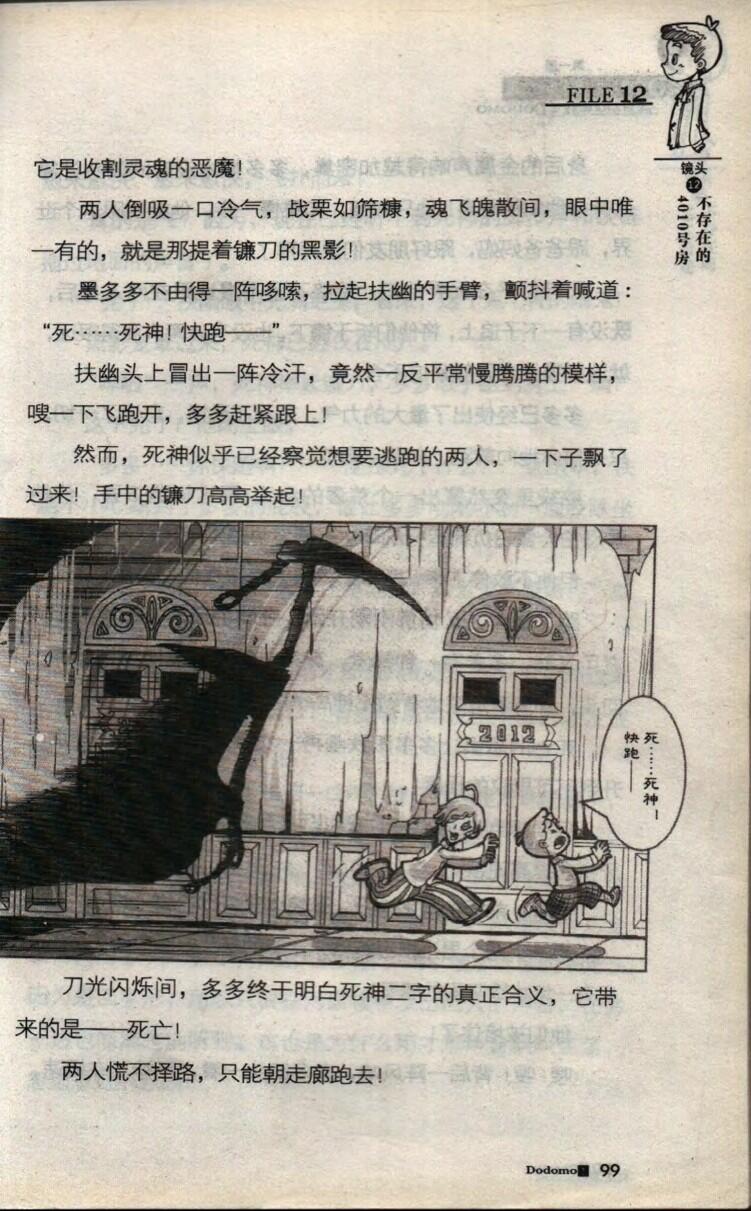 FILE 12
镜头
12
不存在的
4010号房
它是收割灵魂的恶魔！
两人倒吸一口冷气，战栗如筛糠，魂飞魄散间，眼中唯
一有的，就是那提着镰刀的黑影！
墨多多不由得一阵哆嗦，拉起扶幽的手臂，颤抖着喊道：
“死……死神！快跑——”
扶幽头上冒出一阵冷汗，竟然一反平常慢腾腾的模样，
嗖一下飞跑开，多多赶紧跟上！
然而，死神似乎已经察觉想要逃跑的两人，一下子飘了
过来！手中的镰刀高高举起！
2012
死……死神！
快跑——
刀光闪烁间，多多终于明白死神二字的真正合义，它带
来的是——死亡！
两人慌不择路，只能朝走廊跑去！
Dodomo 99